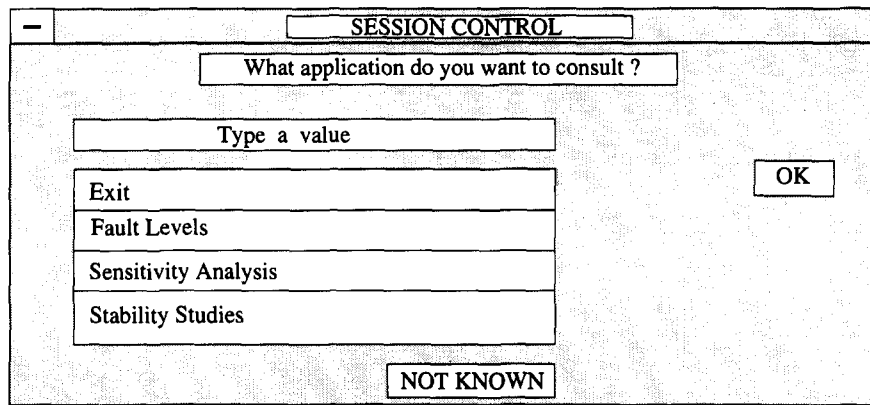 SESSION CONTROL
What application do you want to consult ?
Type a value
Exit
OK
Fault Levels
Sensitivity Analysis
Stability Studies
NOT KNOWN